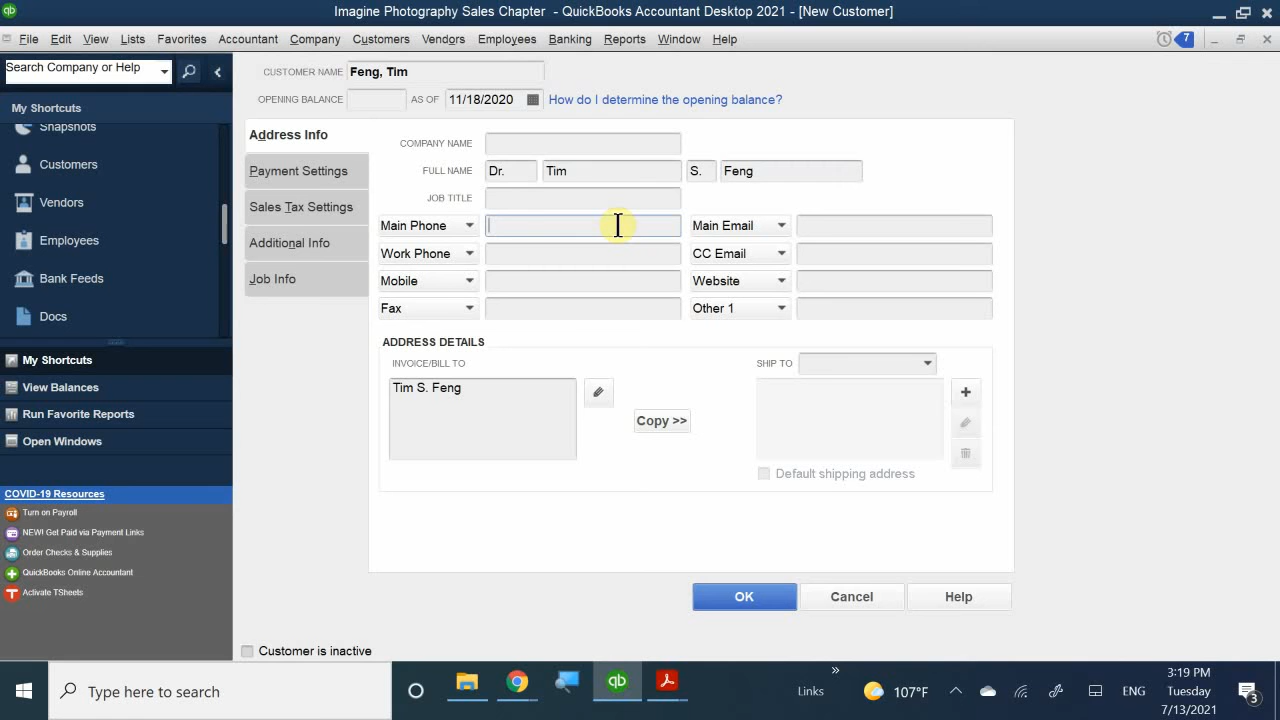 Imagine Photography Sales Chapter - QuickBooks Accountant Desktop 2021 - [New Customer]
File Edit View Lists Favorites Accountant Company Customers Vendors Employees Banking Reports Window Help 7
Search Company or Help
My Shortcuts
Snapshots
Customers
Vendors
Employees
Bank Feeds
Docs
My Shortcuts
View Balances
Run Favorite Reports
Open Windows
COVID-19 Resources
Turn on Payroll
NEW! Get Paid via Payment Links
Order Checks & Supplies
QuickBooks Online Accountant
Activate TSheets
CUSTOMER NAME Feng, Tim
OPENING BALANCE AS OF 11/18/2020 How do I determine the opening balance?
Address Info
Payment Settings
Sales Tax Settings
Additional Info
Job Info
COMPANY NAME
FULL NAME Dr. Tim S. Feng
JOB TITLE
Main Phone Main Email
Work Phone CC Email
Mobile Website
Fax Other 1
ADDRESS DETAILS
INVOICE/BILL TO
Tim S. Feng
Copy >>
SHIP TO
Default shipping address
OK Cancel Help
Customer is inactive
Type here to search
qb
Links
107°F
ENG
3:19 PM
Tuesday
7/13/2021
3